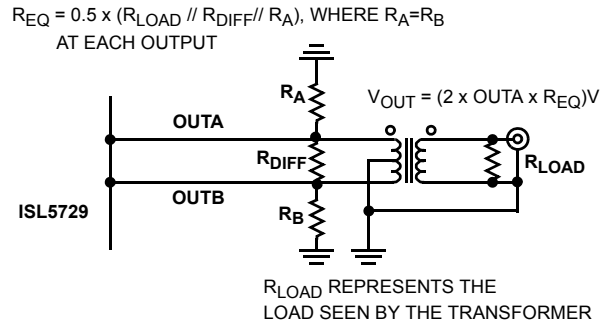 REQ = 0.5 x (RLOAD // RDIFF// RA), WHERE RA=RB
AT EACH OUTPUT
RA
VOUT = (2 x OUTA x REQ)V
OUTA
RDIFF
RLOAD
OUTB
ISL5729
RB
RLOAD REPRESENTS THE
LOAD SEEN BY THE TRANSFORMER